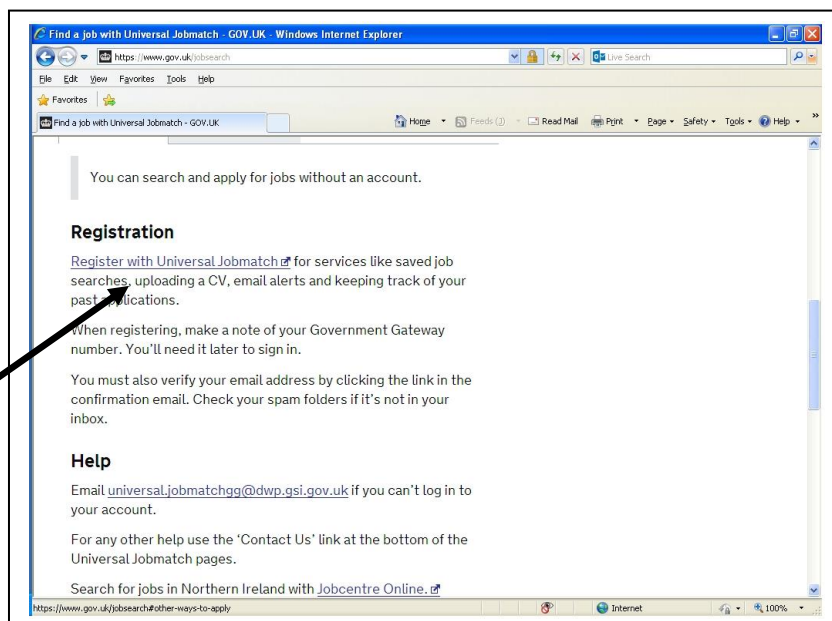 Find a job with Universal Jobmatch - GOV.UK - Windows Internet Explorer
https://www.gov.uk/jobsearch
Live Search
File Edit View Favorites Tools Help
Favorites
Find a job with Universal Jobmatch - GOV.UK
Home Feeds (J) Read Mail Print Page Safety Tools Help »
You can search and apply for jobs without an account.
Registration
Register with Universal Jobmatch for services like saved job
searches, uploading a CV, email alerts and keeping track of your
past applications.
When registering, make a note of your Government Gateway
number. You'll need it later to sign in.
You must also verify your email address by clicking the link in the
confirmation email. Check your spam folders if it's not in your
inbox.
Help
Email universal.jobmatchgg@dwp.gsi.gov.uk if you can't log in to
your account.
For any other help use the 'Contact Us' link at the bottom of the
Universal Jobmatch pages.
Search for jobs in Northern Ireland with Jobcentre Online.
https://www.gov.uk/jobsearch#other-ways-to-apply
Internet
100%